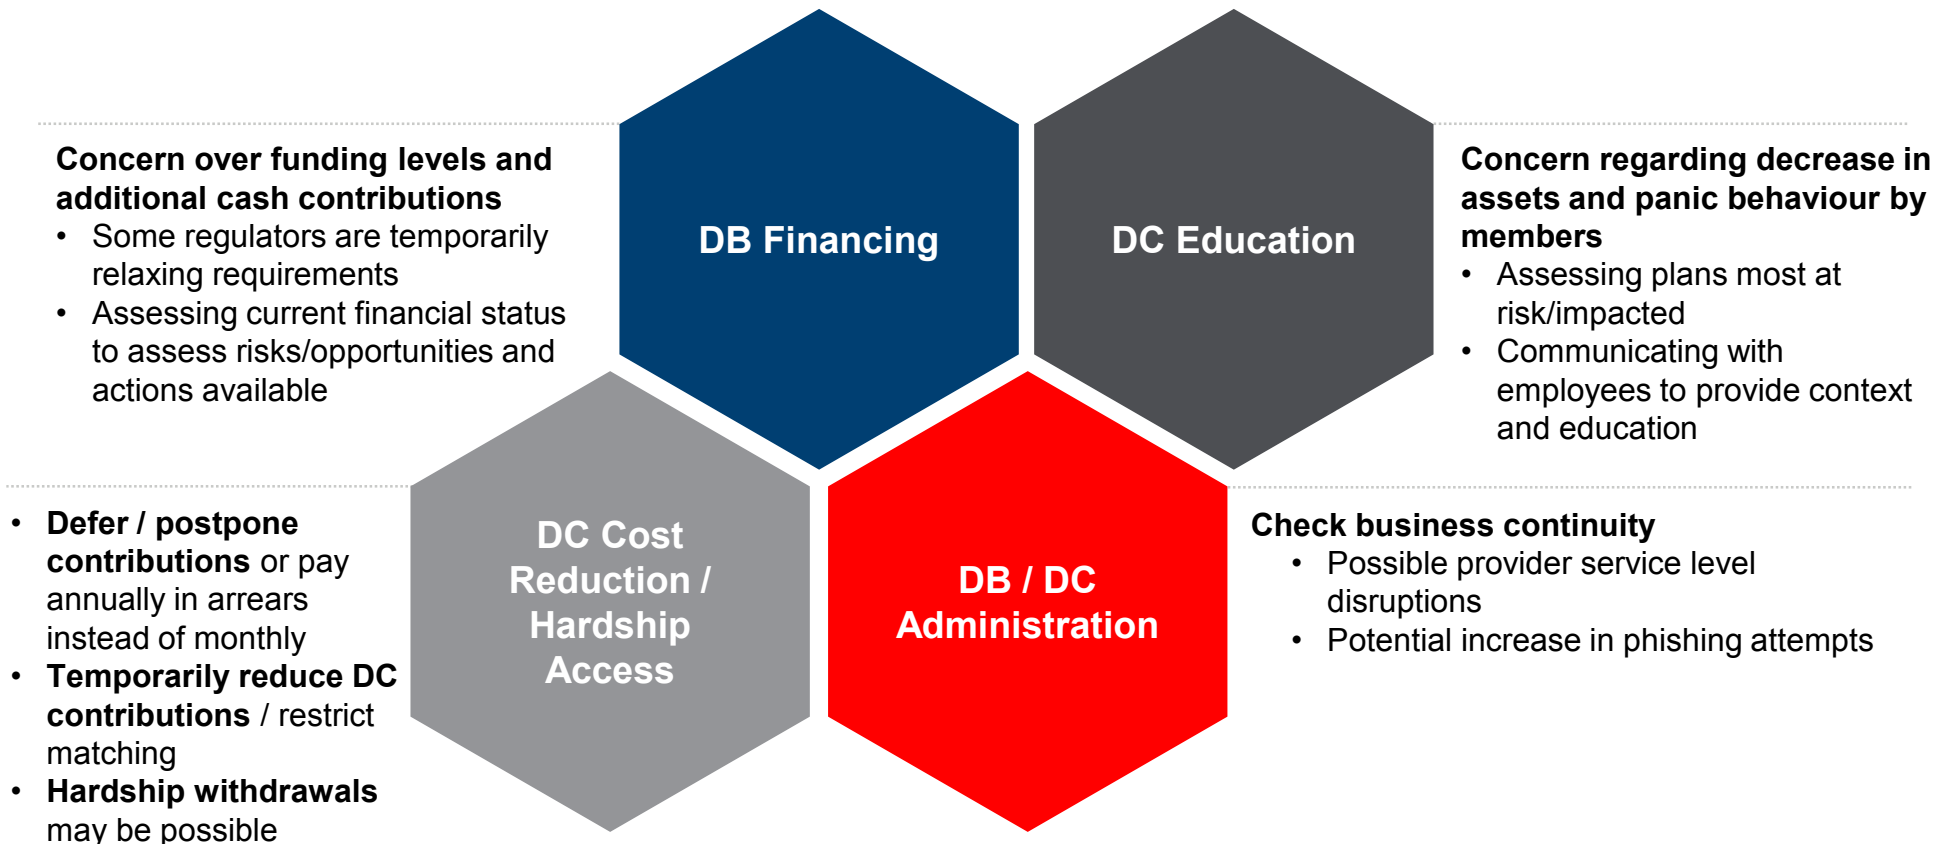 Concern over funding levels and
additional cash contributions
• Some regulators are temporarily
relaxing requirements
• Assessing current financial status
to assess risks/opportunities and
actions available
DB Financing
DC Education
Concern regarding decrease in
assets and panic behaviour by
members
• Assessing plans most at
risk/impacted
• Communicating with
employees to provide context
and education
• Defer / postpone
contributions or pay
annually in arrears
instead of monthly
• Temporarily reduce DC
contributions / restrict
matching
• Hardship withdrawals
may be possible
DC Cost
Reduction /
Hardship
Access
DB / DC
Administration
Check business continuity
• Possible provider service level
disruptions
• Potential increase in phishing attempts